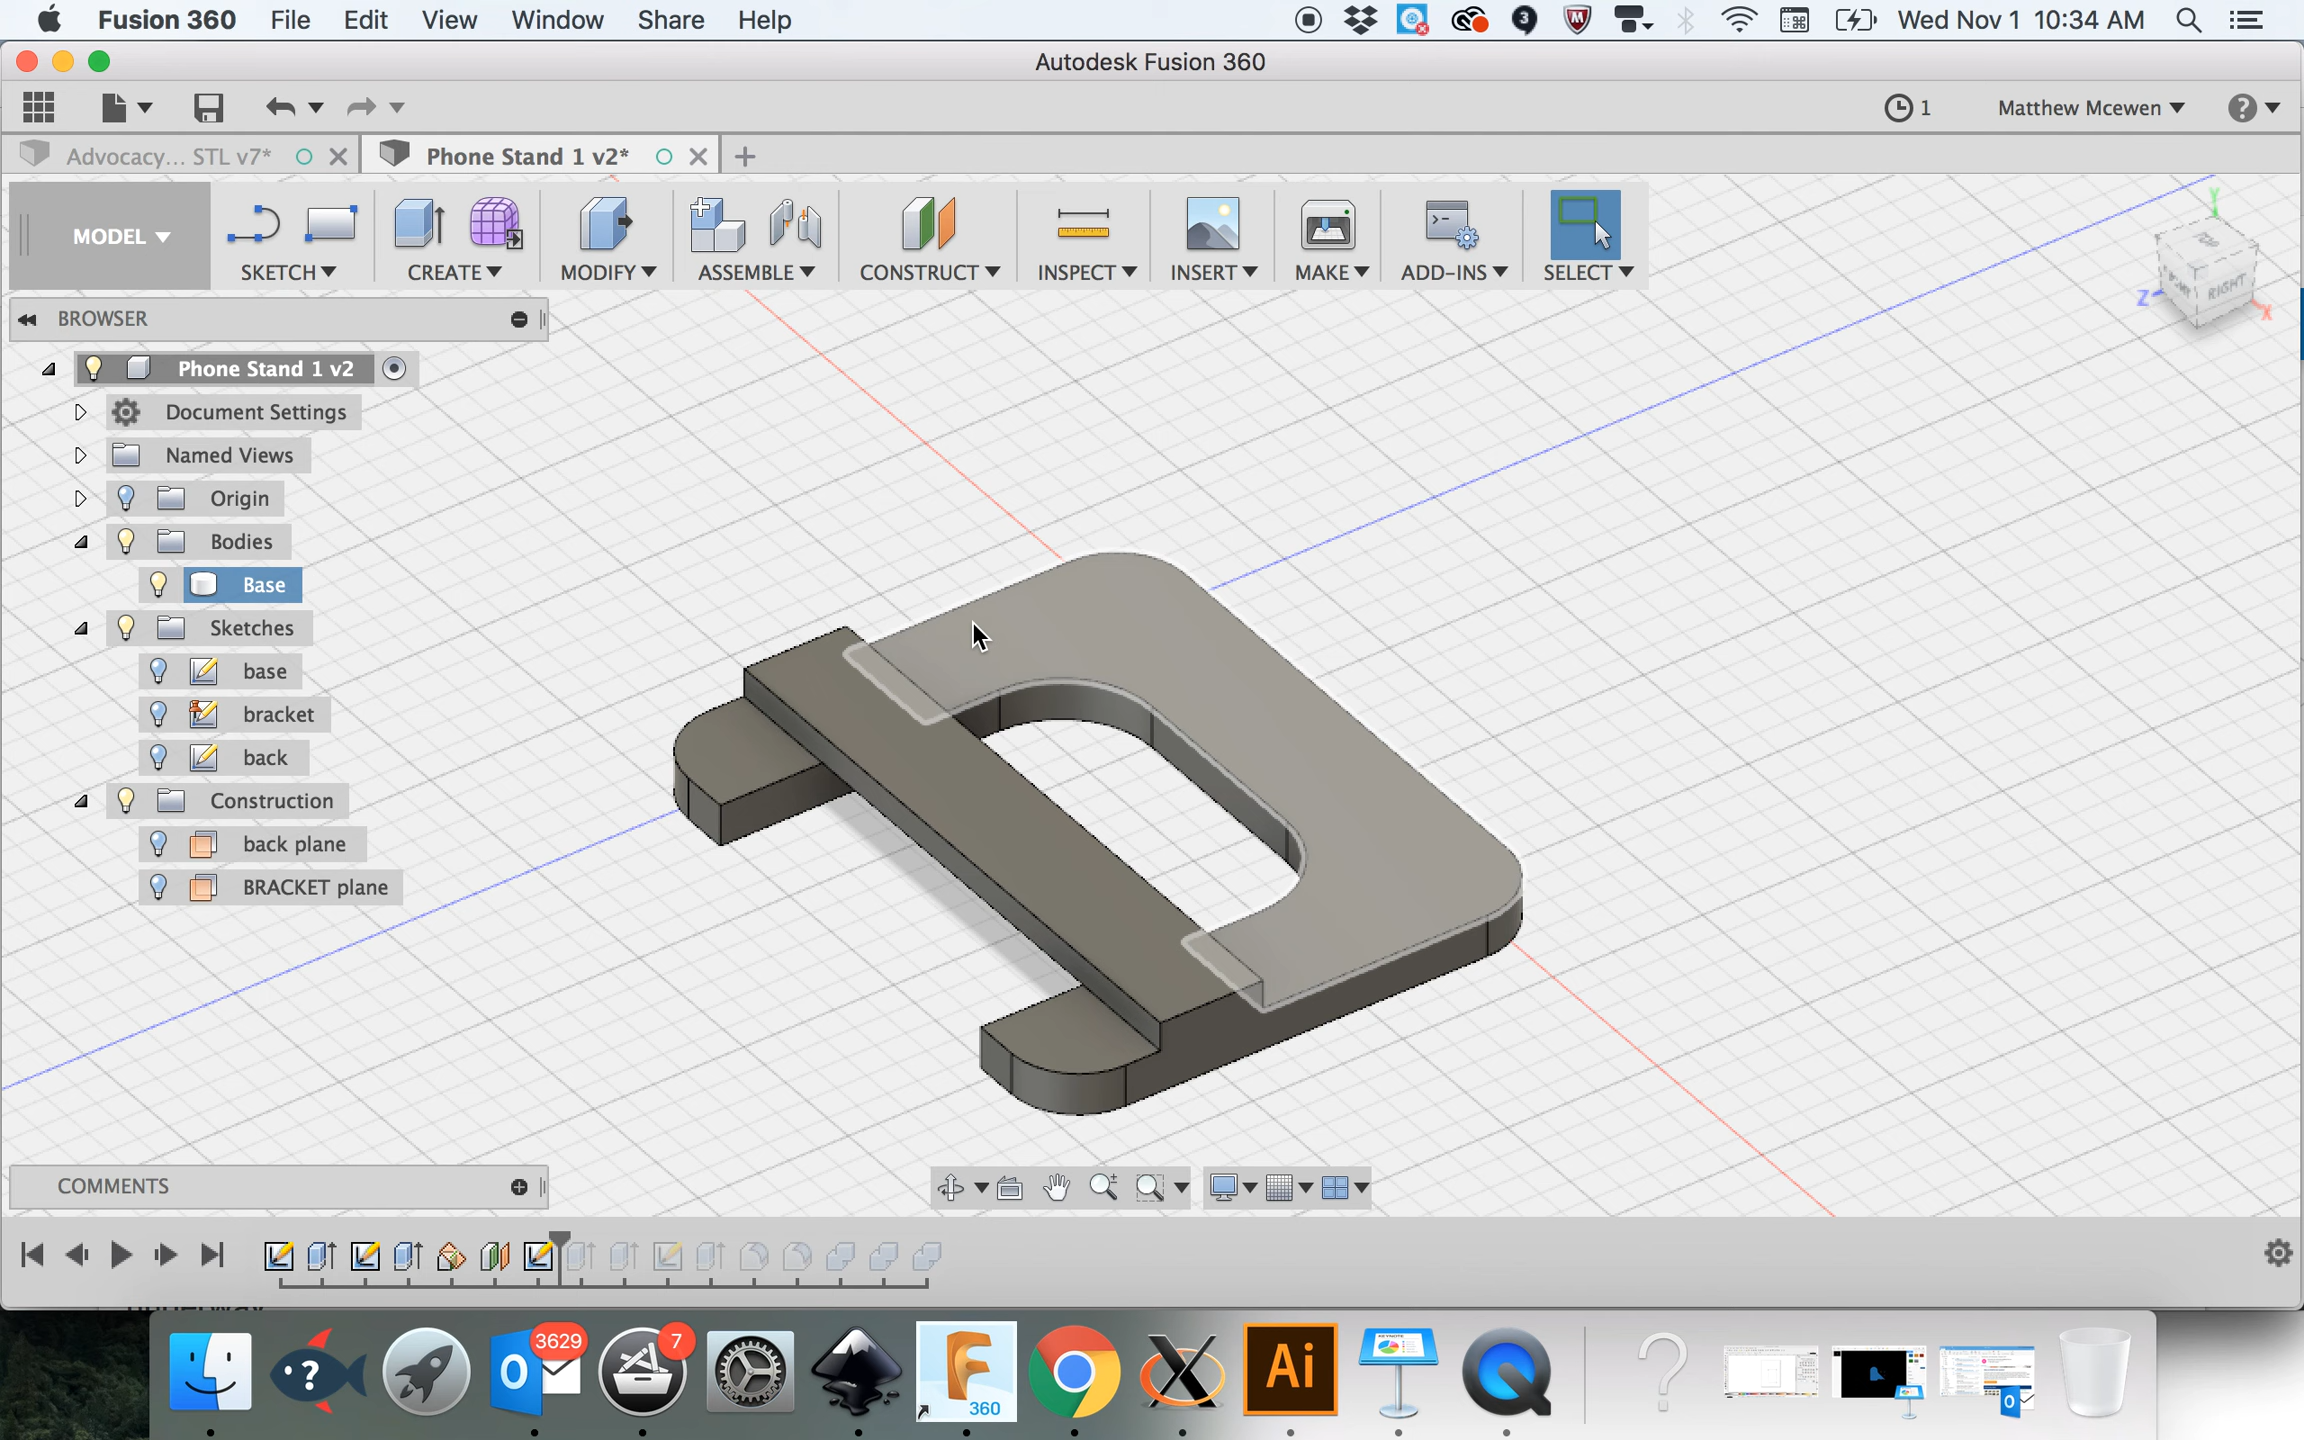 Fusion 360 File Edit View Window Share Help 3 Wed Nov 1 10:34 AM
Autodesk Fusion 360
1 Matthew Mcewen ?
Advocacy... STL v7* Phone Stand 1 v2*
MODEL SKETCH CREATE MODIFY ASSEMBLE CONSTRUCT INSPECT INSERT MAKE ADD-INS SELECT
Y
Z RIGHT X
BROWSER
Phone Stand 1 v2
Document Settings
Named Views
Origin
Bodies
Base
Sketches
base
bracket
back
Construction
back plane
BRACKET plane
COMMENTS
3629 7
? 360 Ai ?